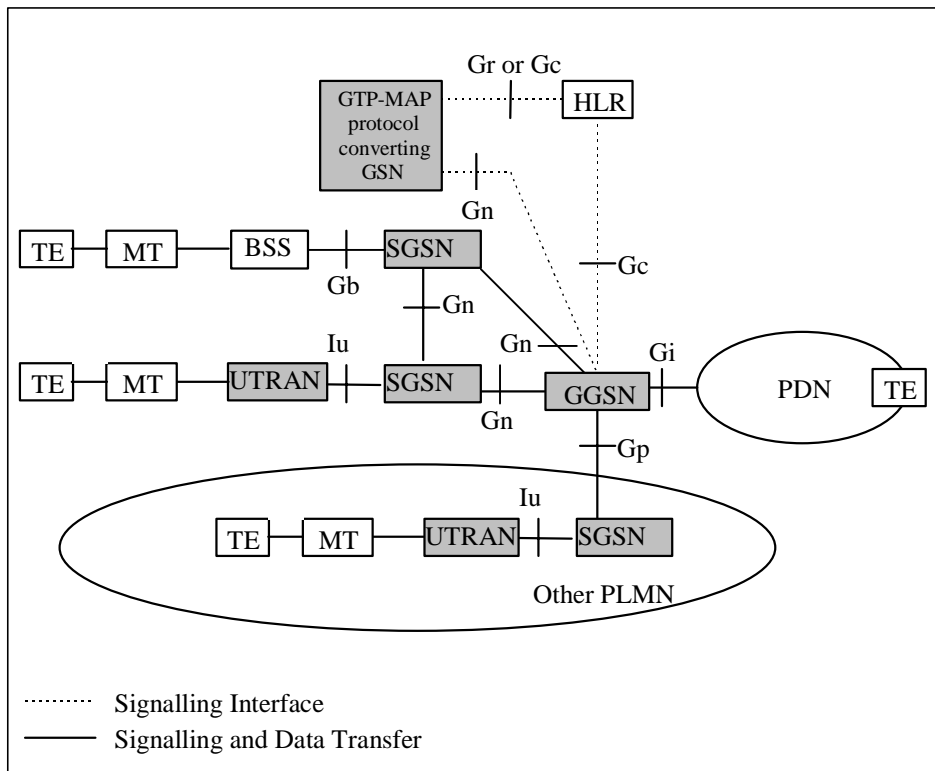 Gr or Gc
GTP-MAP
protocol
converting
GSN
HLR
Gn
TE
MT
BSS
SGSN
Gb
Gc
Gn
Gn
Iu
Gi
TE
MT
UTRAN
SGSN
GGSN
PDN
TE
Gn
Gp
Iu
TE
MT
UTRAN
SGSN
Other PLMN
Signalling Interface
Signalling and Data Transfer